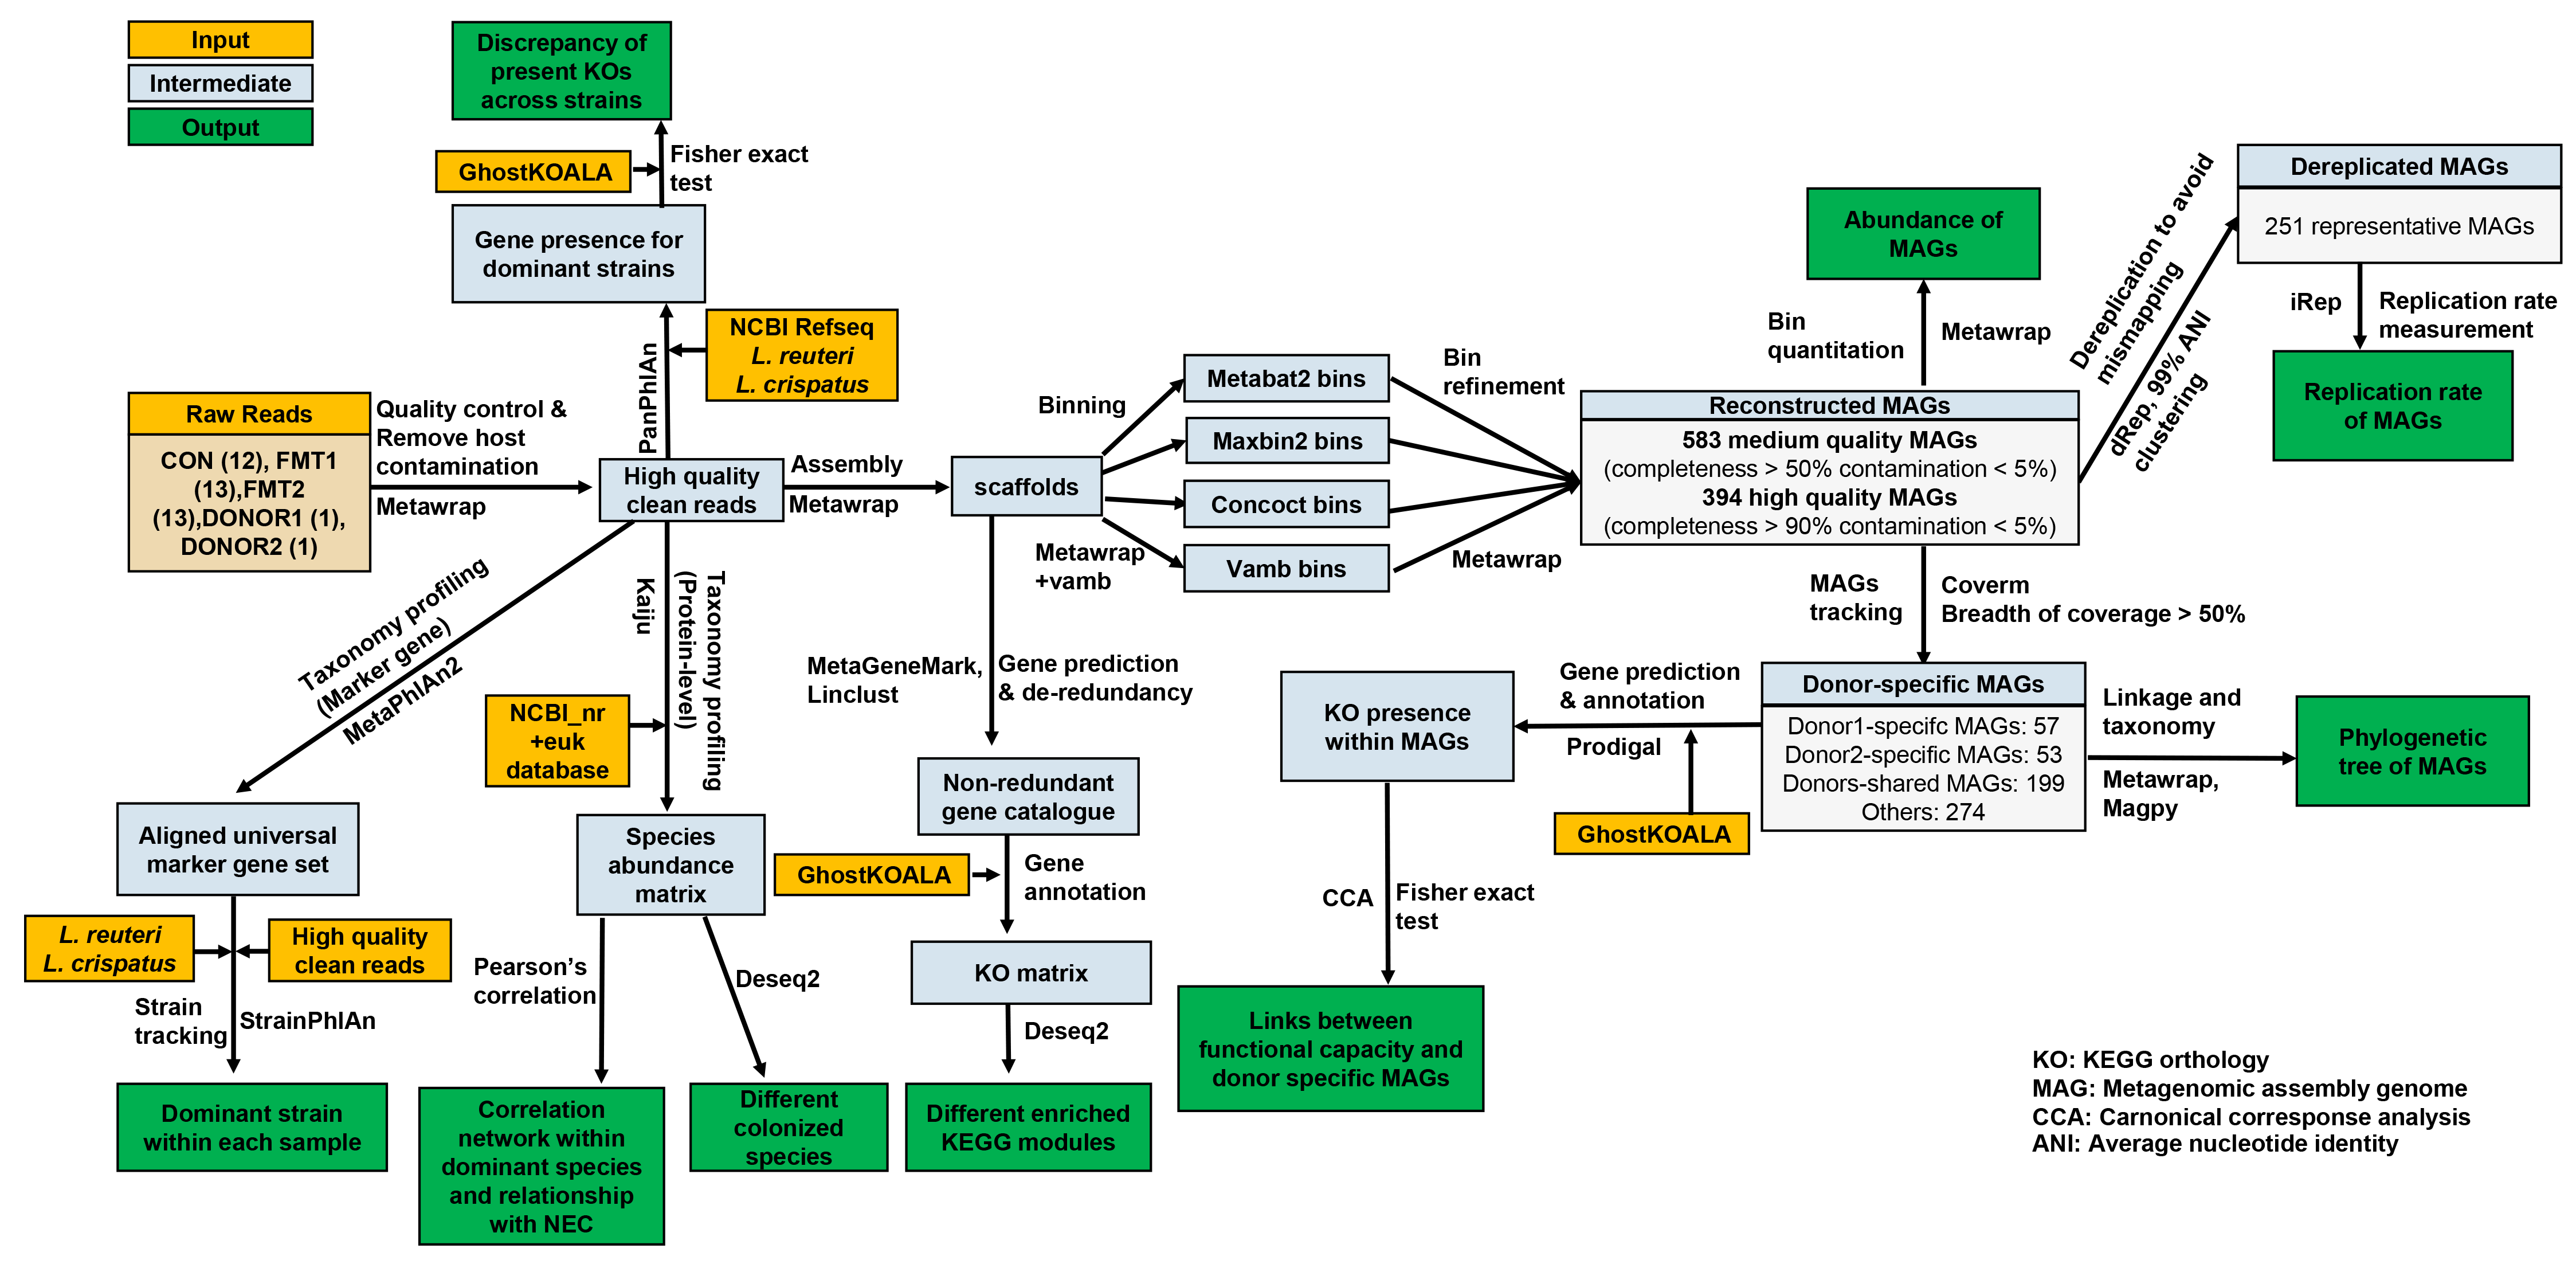 Input
Intermediate
Output
Discrepancy of
present KOs
across strains
GhostKOALA
Fisher exact
test
Gene presence for
dominant strains
NCBI Refseq
L. reuteri
L. crispatus
PanPhlAn
Raw Reads
CON (12), FMT1
(13),FMT2
(13),DONOR1 (1),
DONOR2 (1)
Quality control &
Remove host
contamination
Metawrap
High quality
clean reads
Assembly
Metawrap
scaffolds
Binning
Metawrap
+vamb
Metabat2 bins
Maxbin2 bins
Concoct bins
Vamb bins
Bin
refinement
Metawrap
Reconstructed MAGs
583 medium quality MAGs
(completeness > 50% contamination < 5%)
394 high quality MAGs
(completeness > 90% contamination < 5%)
Bin
quantitation
Metawrap
Abundance of
MAGs
Dereplication to avoid
mismapping
dRep, 99% ANI
clustering
Dereplicated MAGs
251 representative MAGs
iRep
Replication rate
measurement
Replication rate
of MAGs
MAGs
tracking
Coverm
Breadth of coverage > 50%
Donor-specific MAGs
Donor1-specifc MAGs: 57
Donor2-specific MAGs: 53
Donors-shared MAGs: 199
Others: 274
Linkage and
taxonomy
Metawrap,
Magpy
Phylogenetic
tree of MAGs
Gene prediction
& annotation
Prodigal
GhostKOALA
KO presence
within MAGs
CCA
Fisher exact
test
Links between
functional capacity and
donor specific MAGs
MetaGeneMark,
Linclust
Gene prediction
& de-redundancy
Non-redundant
gene catalogue
GhostKOALA
Gene
annotation
KO matrix
Deseq2
Different enriched
KEGG modules
Taxonomy profiling
(Protein-level)
Kaiju
NCBI_nr
+euk
database
Species
abundance
matrix
Pearson’s
correlation
Deseq2
Correlation
network within
dominant species
and relationship
with NEC
Different
colonized
species
Taxonomy profiling
(Marker gene)
MetaPhlAn2
Aligned universal
marker gene set
L. reuteri
L. crispatus
High quality
clean reads
Strain
tracking
StrainPhlAn
Dominant strain
within each sample
KO: KEGG orthology
MAG: Metagenomic assembly genome
CCA: Carnonical corresponse analysis
ANI: Average nucleotide identity